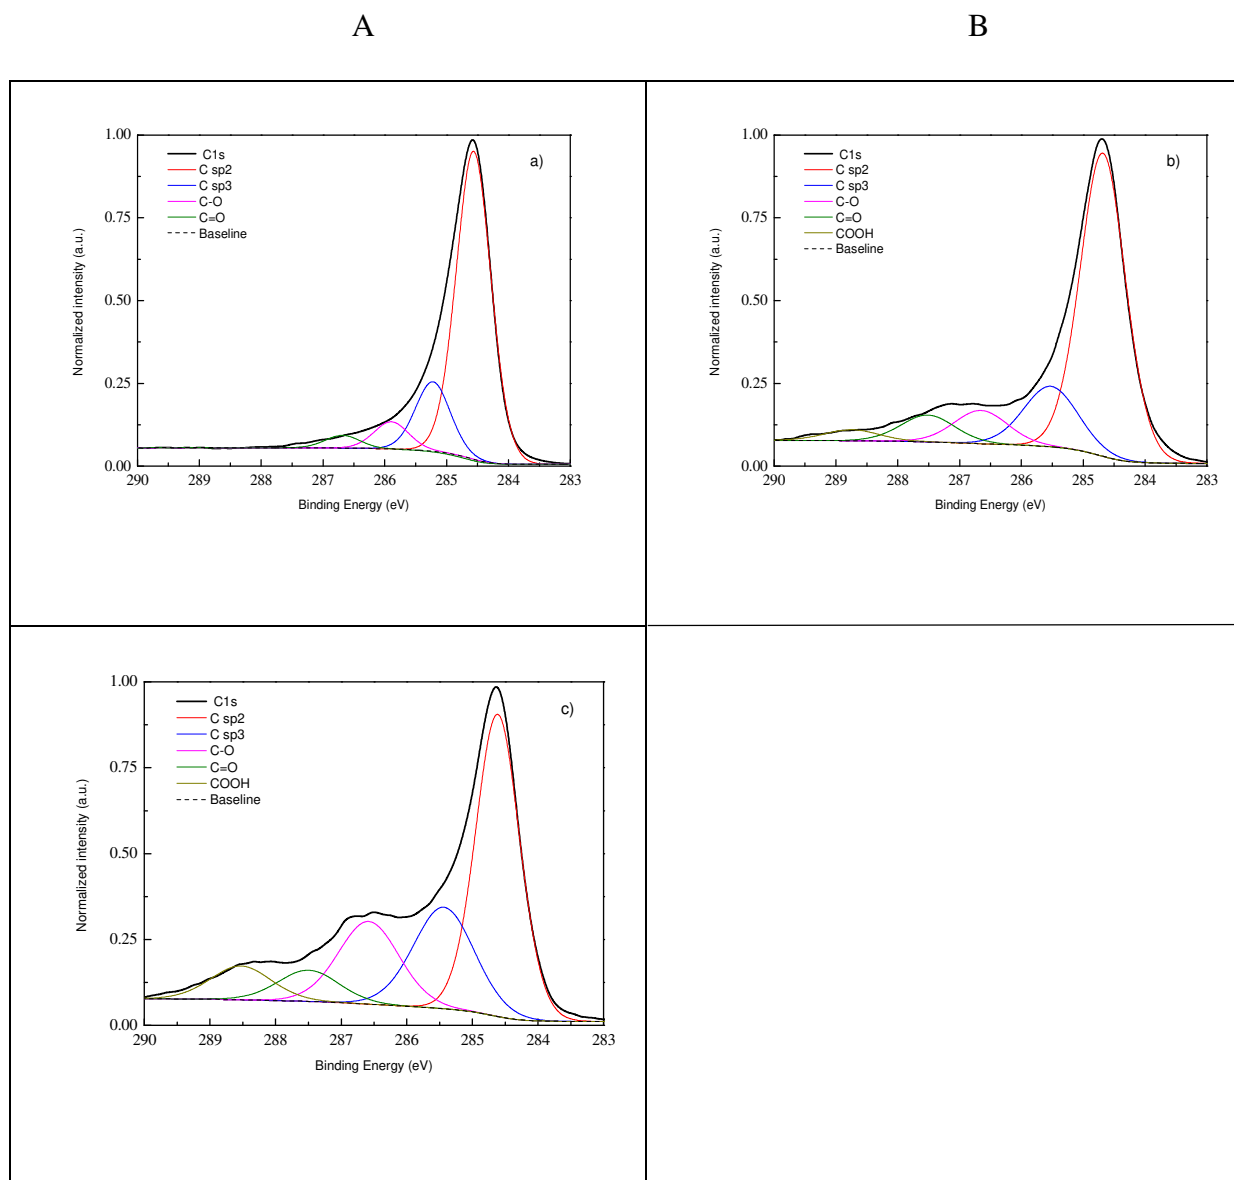 A
B
a)
C1s
C sp2
C sp3
C-O
C=O
Baseline
1.00
0.75
0.50
0.25
0.00
290 289 288 287 286 285 284 283
Normalized intensity (a.u.)
Binding Energy (eV)
b)
C1s
C sp2
C sp3
C-O
C=O
COOH
Baseline
1.00
0.75
0.50
0.25
0.00
290 289 288 287 286 285 284 283
Normalized intensity (a.u.)
Binding Energy (eV)
c)
C1s
C sp2
C sp3
C-O
C=O
COOH
Baseline
1.00
0.75
0.50
0.25
0.00
290 289 288 287 286 285 284 283
Normalized intensity (a.u.)
Binding Energy (eV)